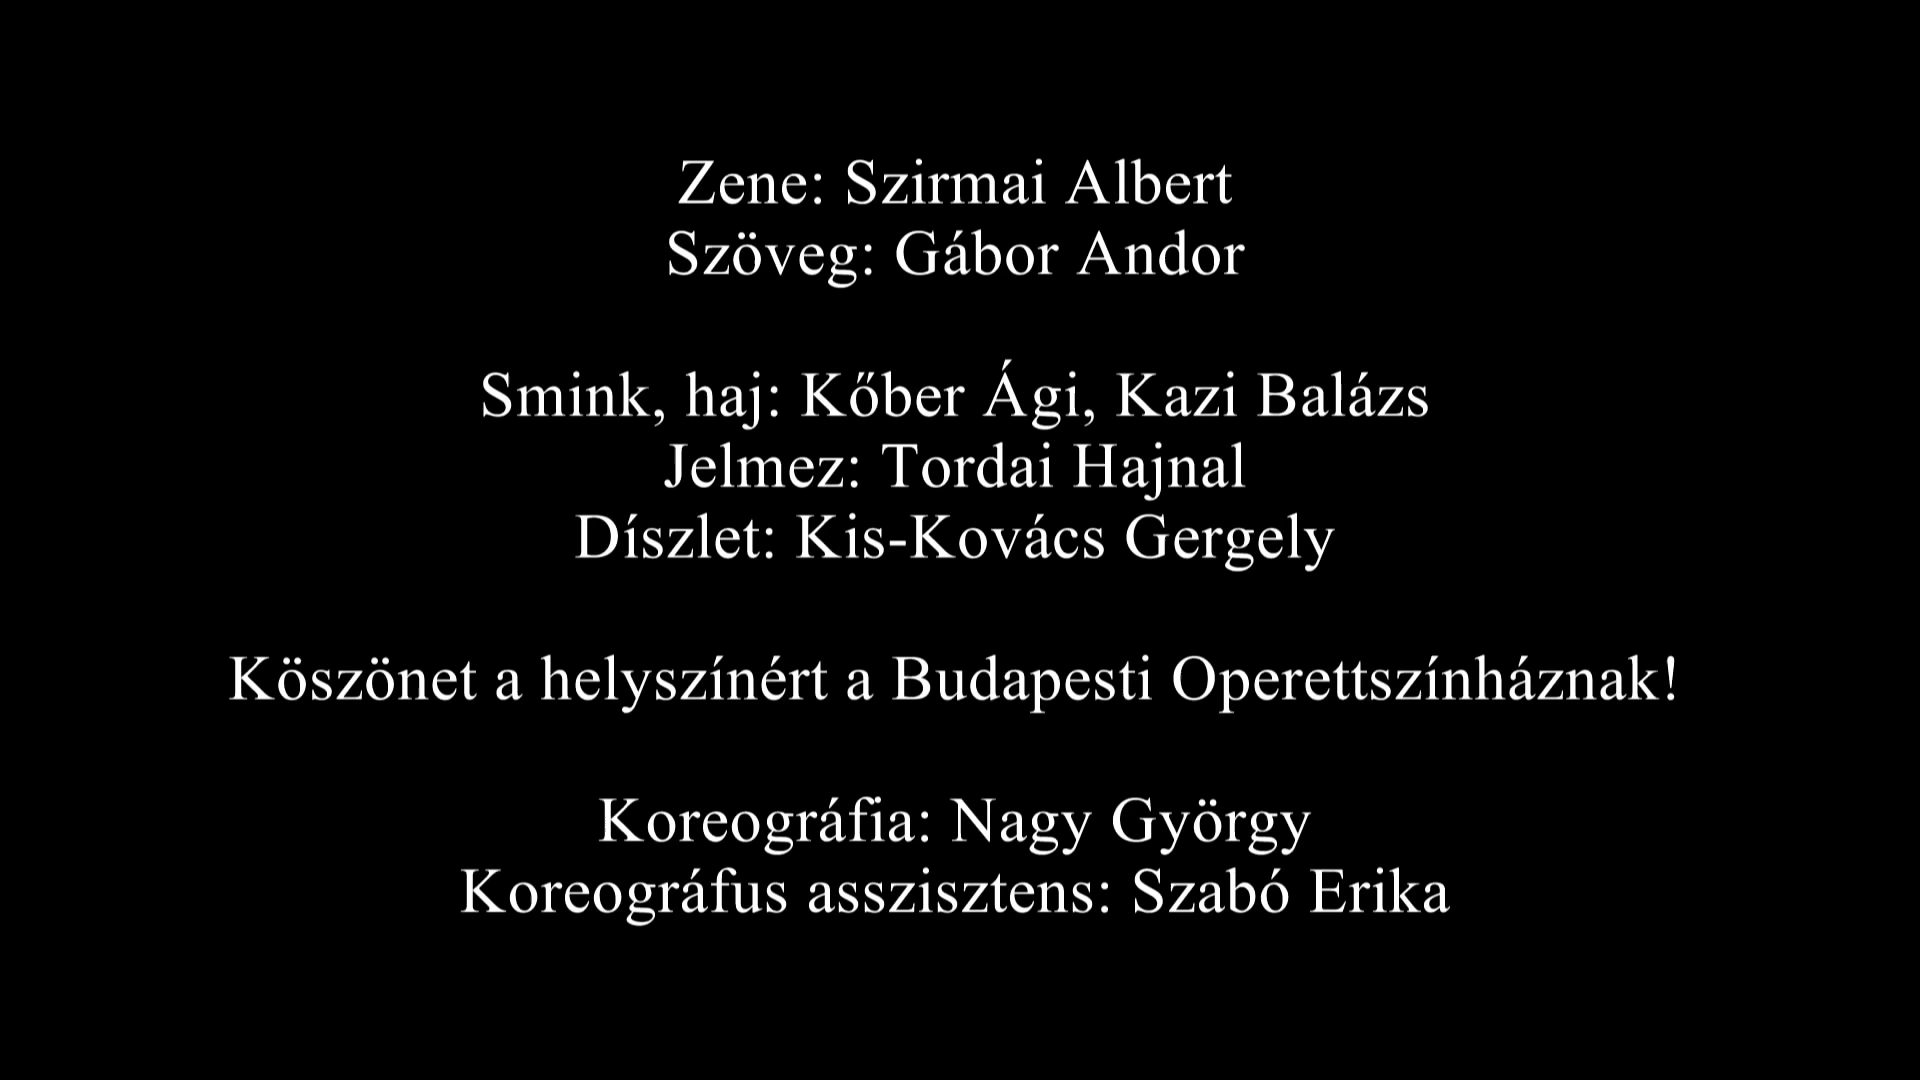 Zene: Szirmai Albert
Szöveg: Gábor Andor
Smink, haj: Kőber Ági, Kazi Balázs
Jelmez: Tordai Hajnal
Díszlet: Kis-Kovács Gergely
Köszönet a helyszínért a Budapesti Operettszínháznak!
Koreográfia: Nagy György
Koreográfus asszisztens: Szabó Erika